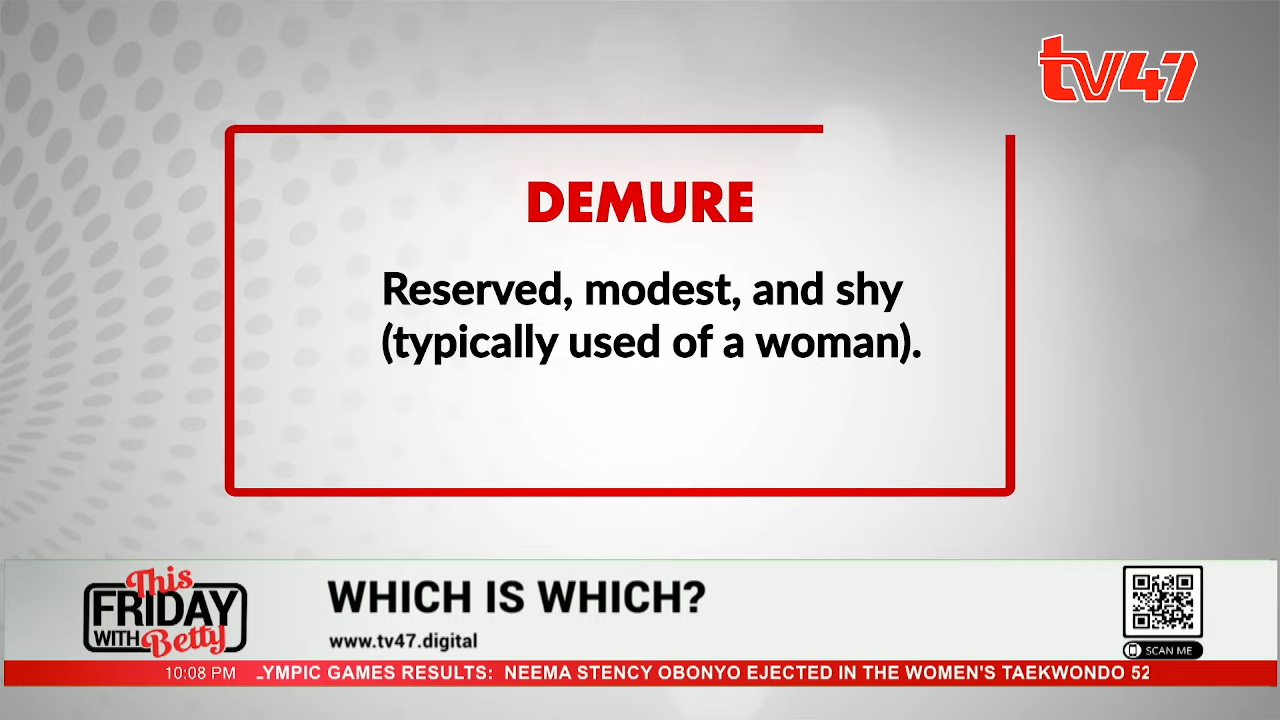 tv47
DEMURE
Reserved, modest, and shy
(typically used of a woman).
This
FRIDAY
WITH Betty
WHICH IS WHICH?
www.tv47.digital
SCAN ME
10:08 PM YMPIC GAMES RESULTS: NEEMA STENCY OBONYO EJECTED IN THE WOMEN'S TAEKWONDO 52